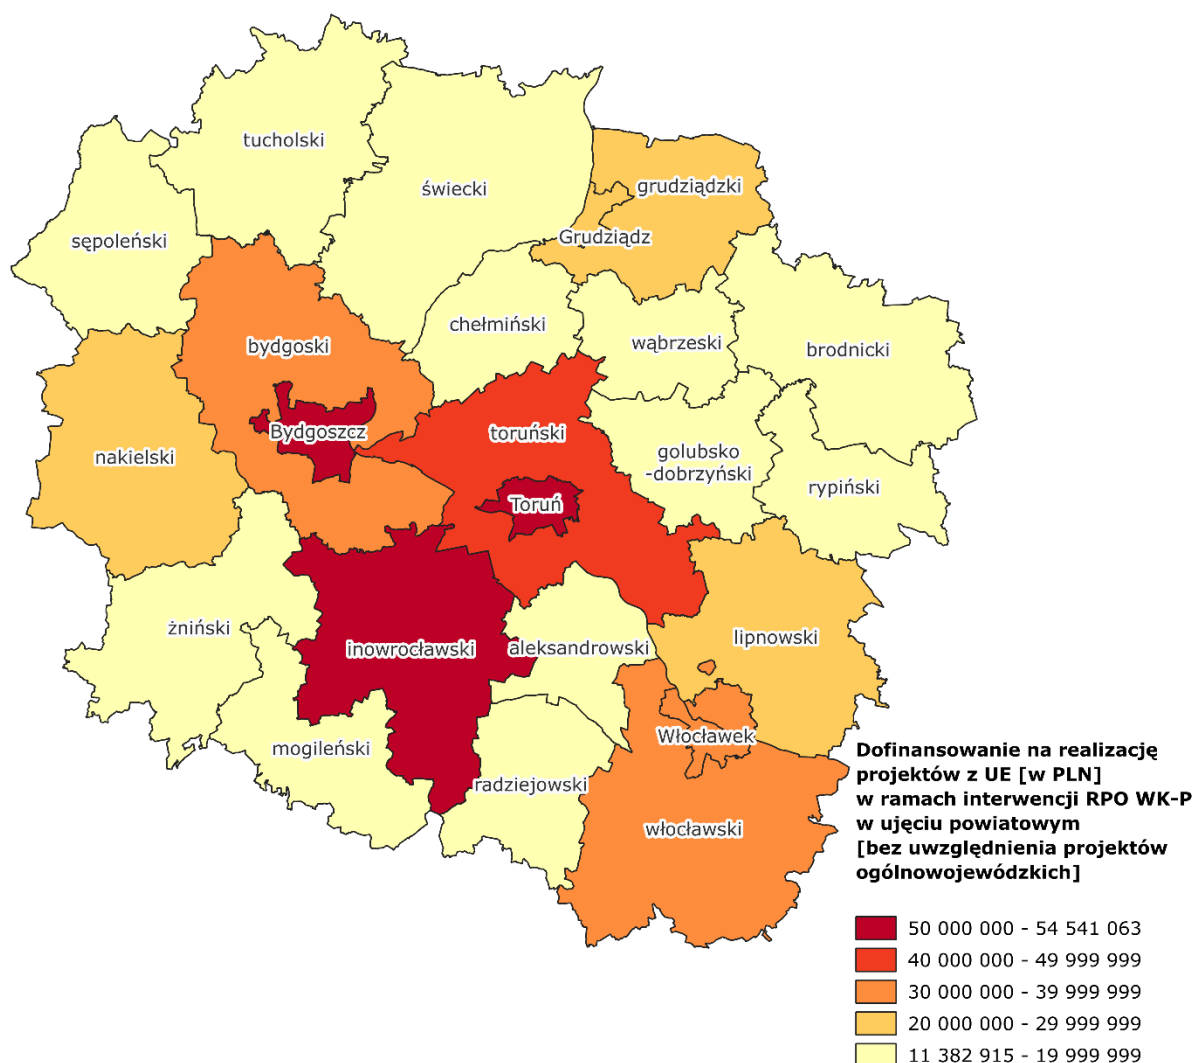 tucholski
świecki
grudziądzki
sępoleński
Grudziądz
chełmiński
wąbrzeski
bydgoski
brodnicki
Bydgoszcz
toruński
nakielski
golubsko
-dobrzyński
rypiński
Toruń
żniński
inowrocławski
aleksandrowski
lipnowski
mogileński
Włocławek
radziejowski
włocławski
Dofinansowanie na realizację
projektów z UE [w PLN]
w ramach interwencji RPO WK-P
w ujęciu powiatowym
[bez uwzględnienia projektów
ogólnowojewódzkich]
50 000 000 - 54 541 063
40 000 000 - 49 999 999
30 000 000 - 39 999 999
20 000 000 - 29 999 999
11 382 915 - 19 999 999